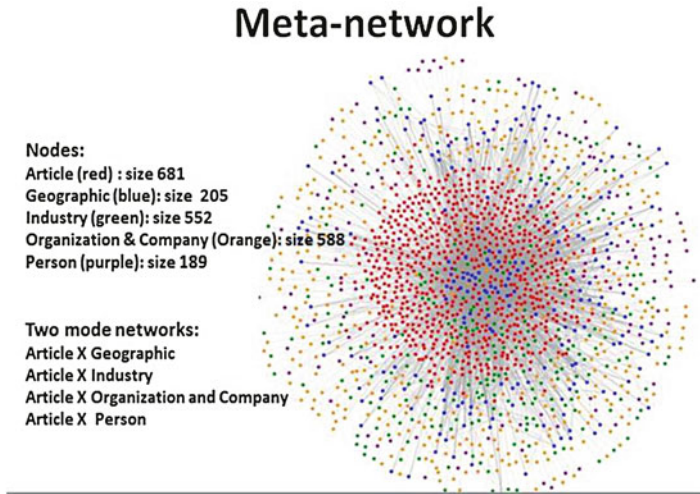 Meta-network
Nodes:
Article (red) : size 681
Geographic (blue): size 205
Industry (green): size 552
Organization & Company (Orange): size 588
Person (purple): size 189
Two mode networks:
Article X Geographic
Article X Industry
Article X Organization and Company
Article X Person